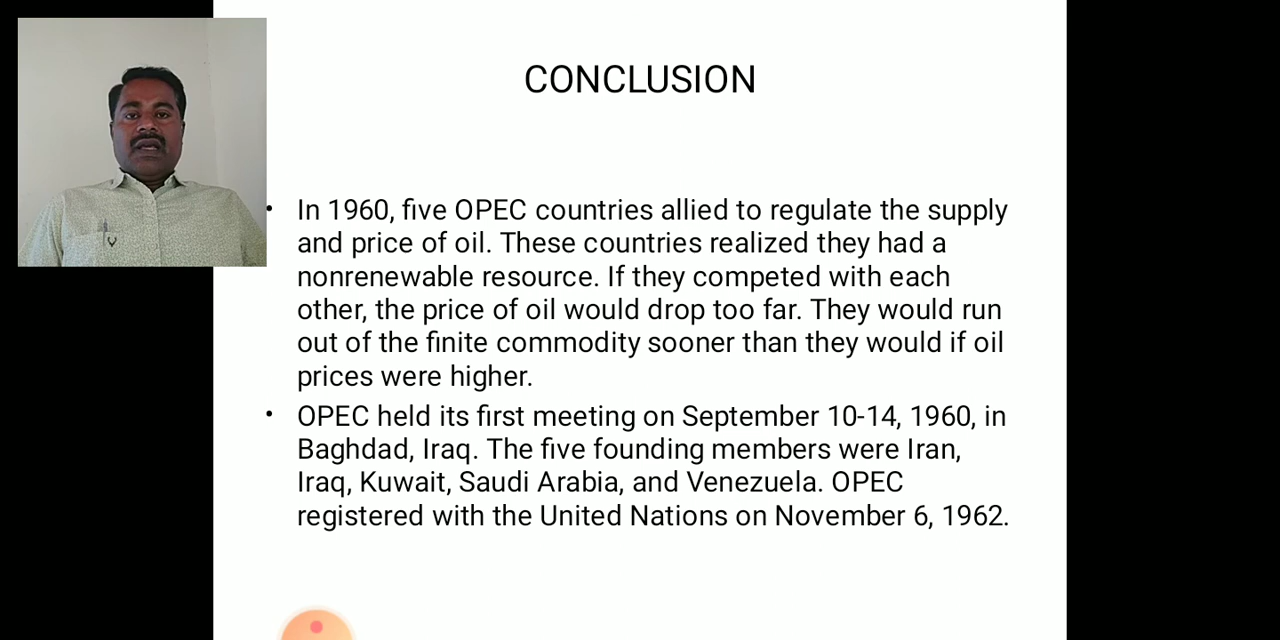 CONCLUSION
• In 1960, five OPEC countries allied to regulate the supply
and price of oil. These countries realized they had a
nonrenewable resource. If they competed with each
other, the price of oil would drop too far. They would run
out of the finite commodity sooner than they would if oil
prices were higher.
• OPEC held its first meeting on September 10-14, 1960, in
Baghdad, Iraq. The five founding members were Iran,
Iraq, Kuwait, Saudi Arabia, and Venezuela. OPEC
registered with the United Nations on November 6, 1962.